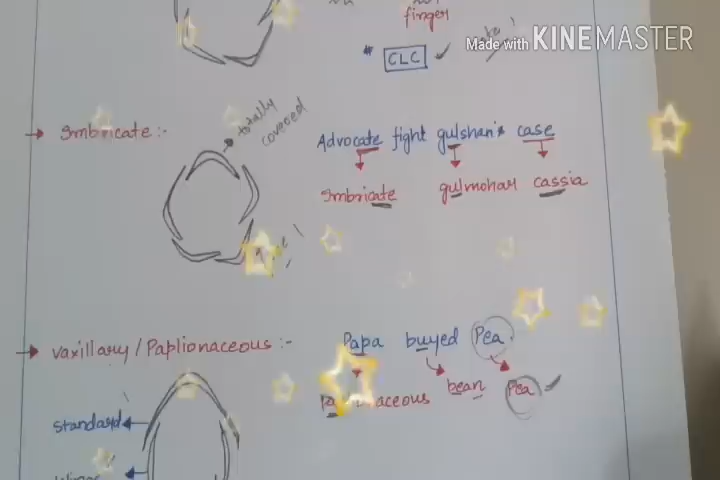 finger
Made with KINEMASTER
* CLC ✓
→ Imbricate :-
totally
covered
Advocate fight gulshan's case
Imbricate gulmohar cassia
→ vaxillary / Paplionaceous :-
Papa buyed Pea
aceous bean Pea ✓
standard